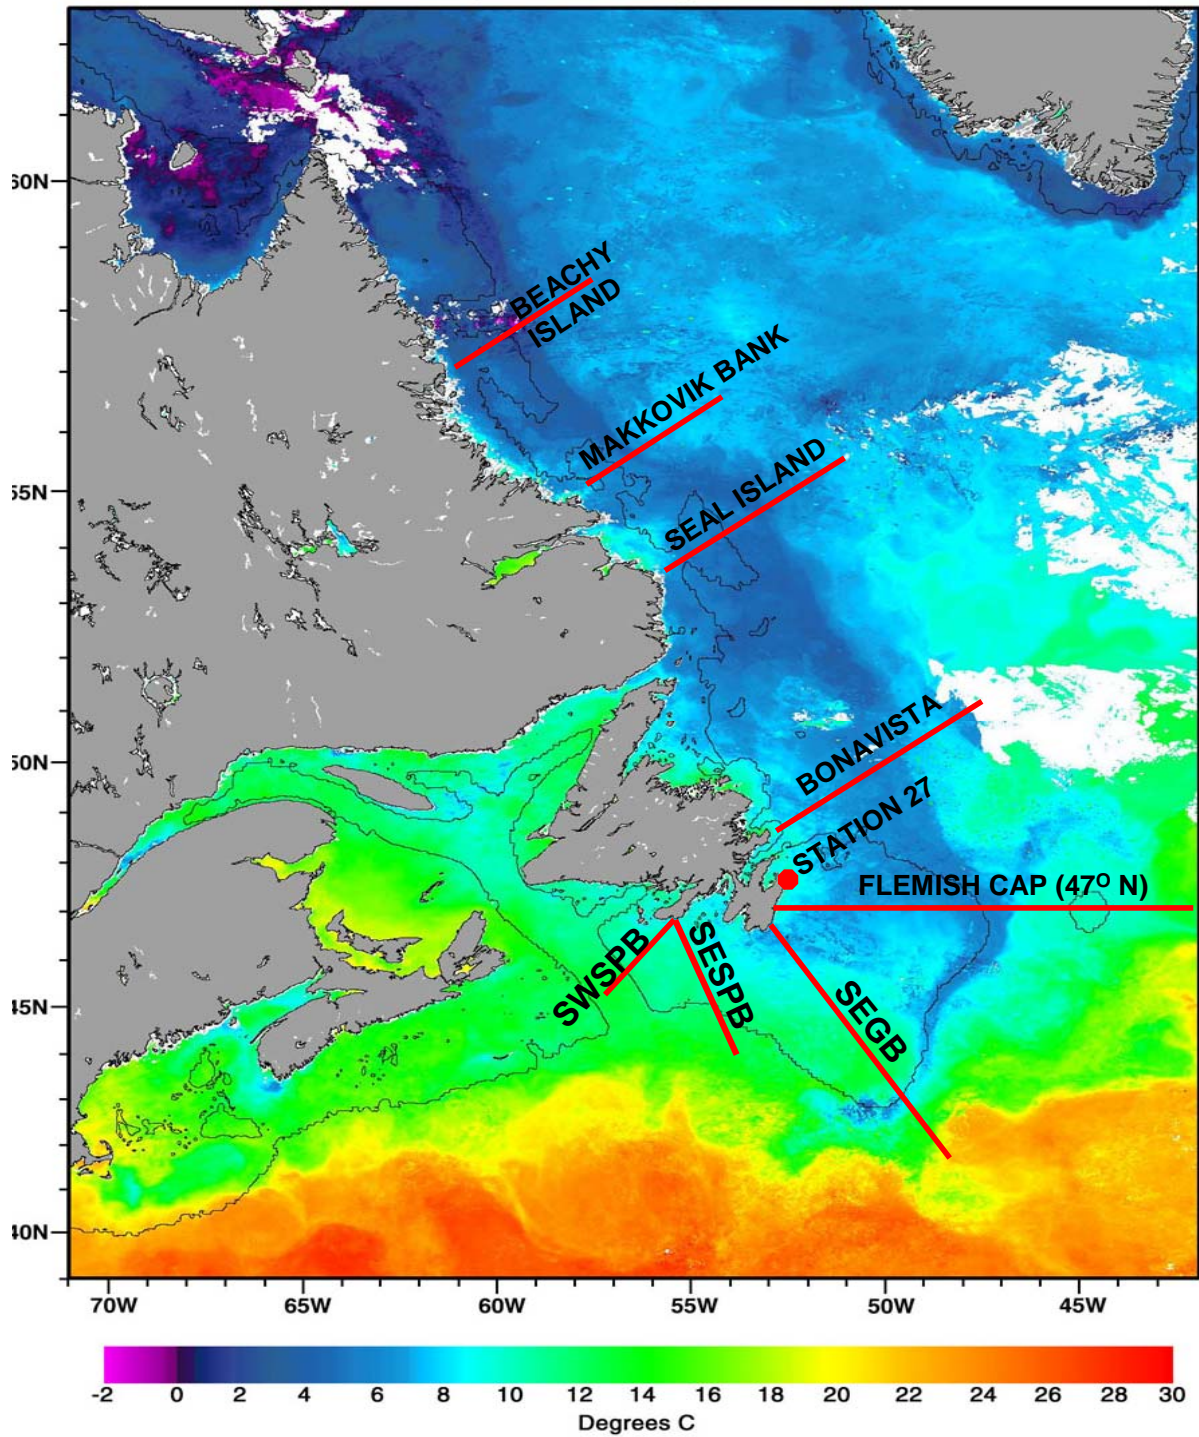 60N
BEACHY
ISLAND
MAKKOVIK BANK
55N
SEAL ISLAND
BONAVISTA
50N
STATION 27
FLEMISH CAP (47O N)
SWSPB
SESPB
SEGB
45N
40N
70W 65W 60W 55W 50W 45W
-2 0 2 4 6 8 10 12 14 16 18 20 22 24 26 28 30
Degrees C